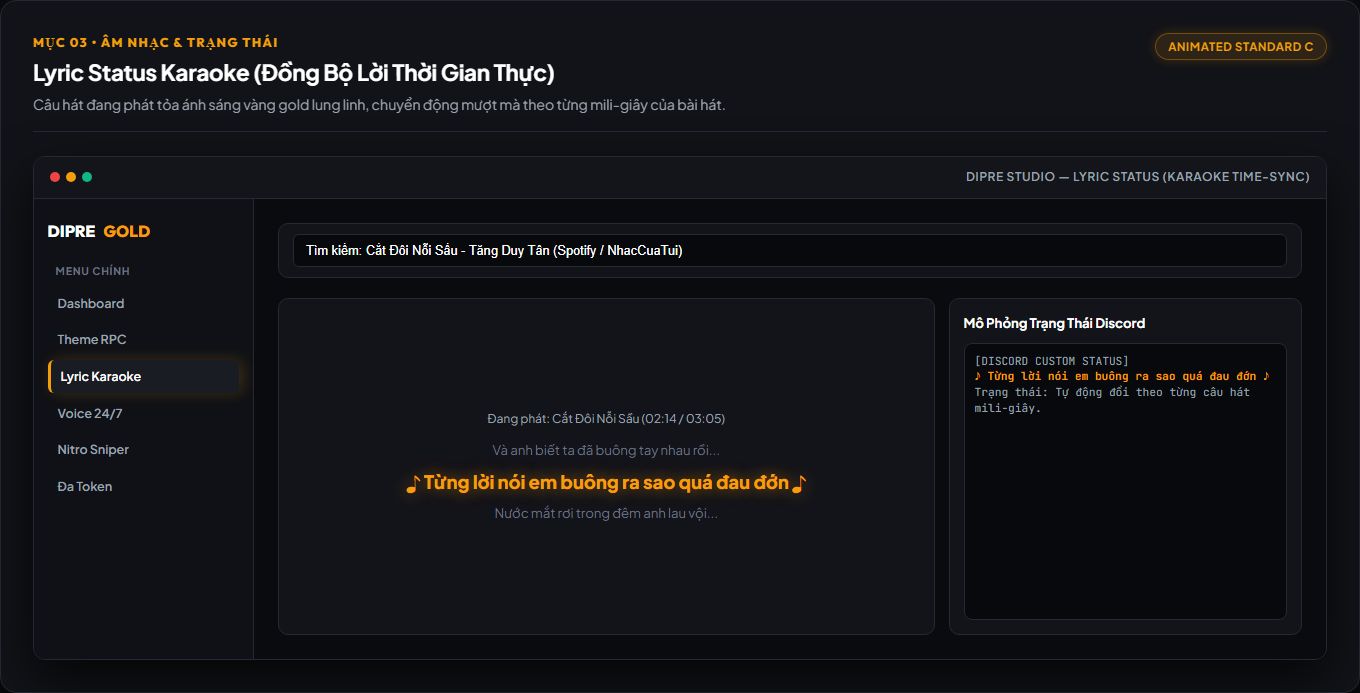 MỤC 03 • ÂM NHẠC & TRẠNG THÁI
ANIMATED STANDARD C
Lyric Status Karaoke (Đồng Bộ Lời Thời Gian Thực)
Câu hát đang phát tỏa ánh sáng vàng gold lung linh, chuyển động mượt mà theo từng mili-giây của bài hát.
DIPRE STUDIO — LYRIC STATUS (KARAOKE TIME-SYNC)
DIPRE GOLD
MENU CHÍNH
Dashboard
Theme RPC
Lyric Karaoke
Voice 24/7
Nitro Sniper
Đa Token
Tìm kiếm: Cắt Đôi Nỗi Sầu - Tăng Duy Tân (Spotify / NhacCuaTui)
Đang phát: Cắt Đôi Nỗi Sầu (02:14 / 03:05)
Và anh biết ta đã buông tay nhau rồi...
♪ Từng lời nói em buông ra sao quá đau đớn ♪
Nước mắt rơi trong đêm anh lau vội...
Mô Phỏng Trạng Thái Discord
[DISCORD CUSTOM STATUS]
♪ Từng lời nói em buông ra sao quá đau đớn ♪
Trạng thái: Tự động đổi theo từng câu hát
mili-giây.